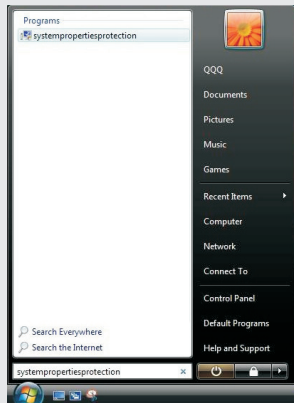 Programs
systempropertiesprotection
Search Everywhere
Search the Internet
systempropertiesprotection
QQQ
Documents
Pictures
Music
Games
Recent Items
Computer
Network
Connect To
Control Panel
Default Programs
Help and Support